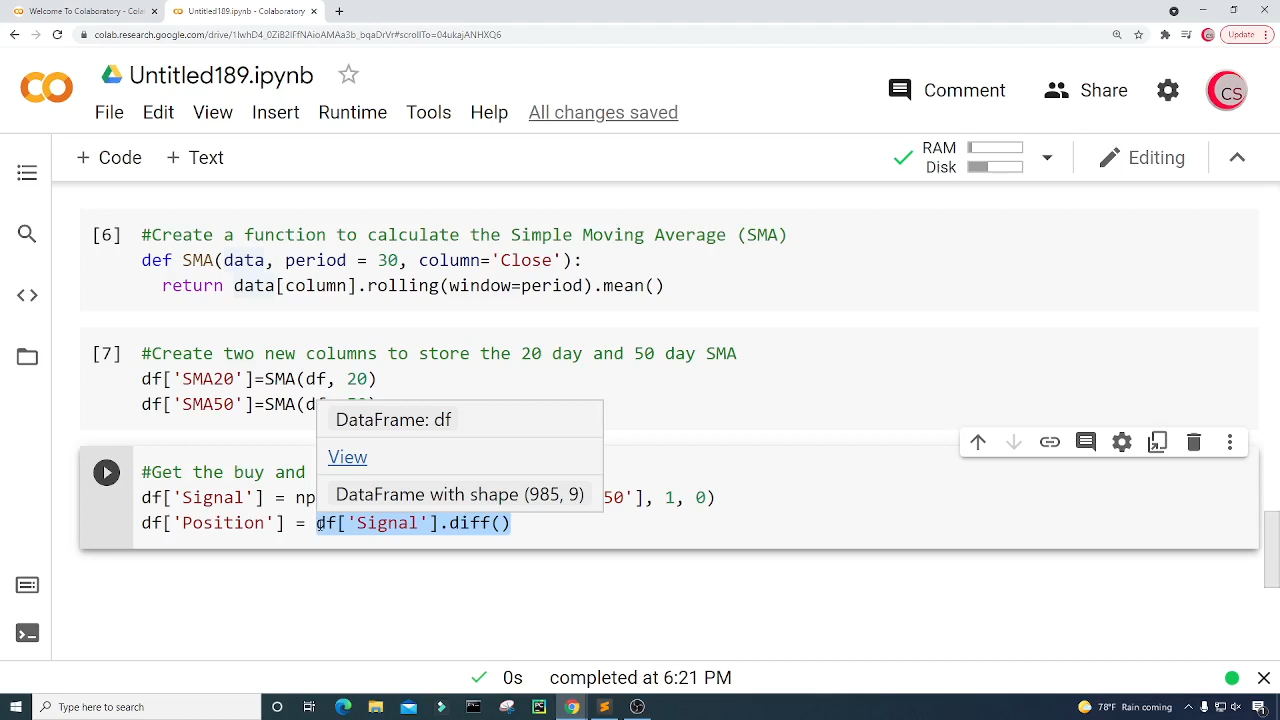 Welcome To Colaboratory - Colab
Untitled189.ipynb - Colaboratory
colab.research.google.com/drive/1lwhD4_0ZiB2lFfNAioAMAa3b_bqaDrVr#scrollTo=04ukajANHXQ6
Update
CO
Untitled189.ipynb
Comment
Share
CS
File Edit View Insert Runtime Tools Help All changes saved
+ Code + Text
RAM
Disk
Editing
[6] #Create a function to calculate the Simple Moving Average (SMA)
def SMA(data, period = 30, column='Close'):
return data[column].rolling(window=period).mean()
[7] #Create two new columns to store the 20 day and 50 day SMA
df['SMA20']=SMA(df, 20)
df['SMA50']=SMA(df
DataFrame: df
View
DataFrame with shape (985, 9)
#Get the buy and
df['Signal'] = np 50'], 1, 0)
df['Position'] = df['Signal'].diff()
0s completed at 6:21 PM
Type here to search
78°F Raining now